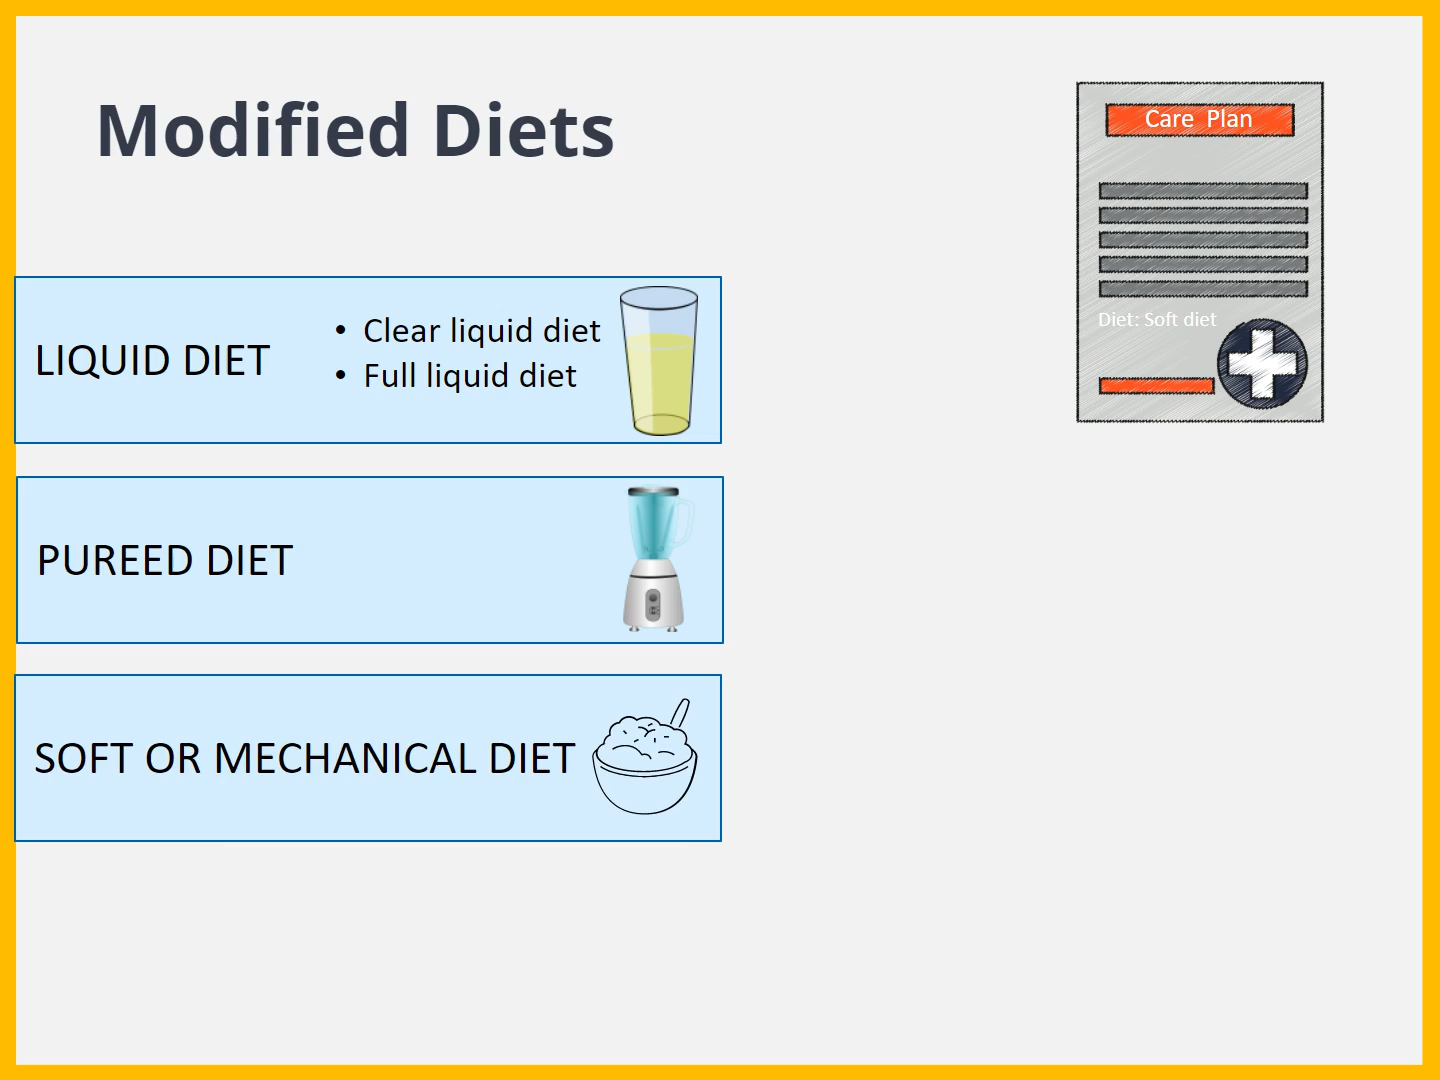 Modified Diets
Care Plan
Diet: Soft diet
LIQUID DIET
• Clear liquid diet
• Full liquid diet
PUREED DIET
SOFT OR MECHANICAL DIET